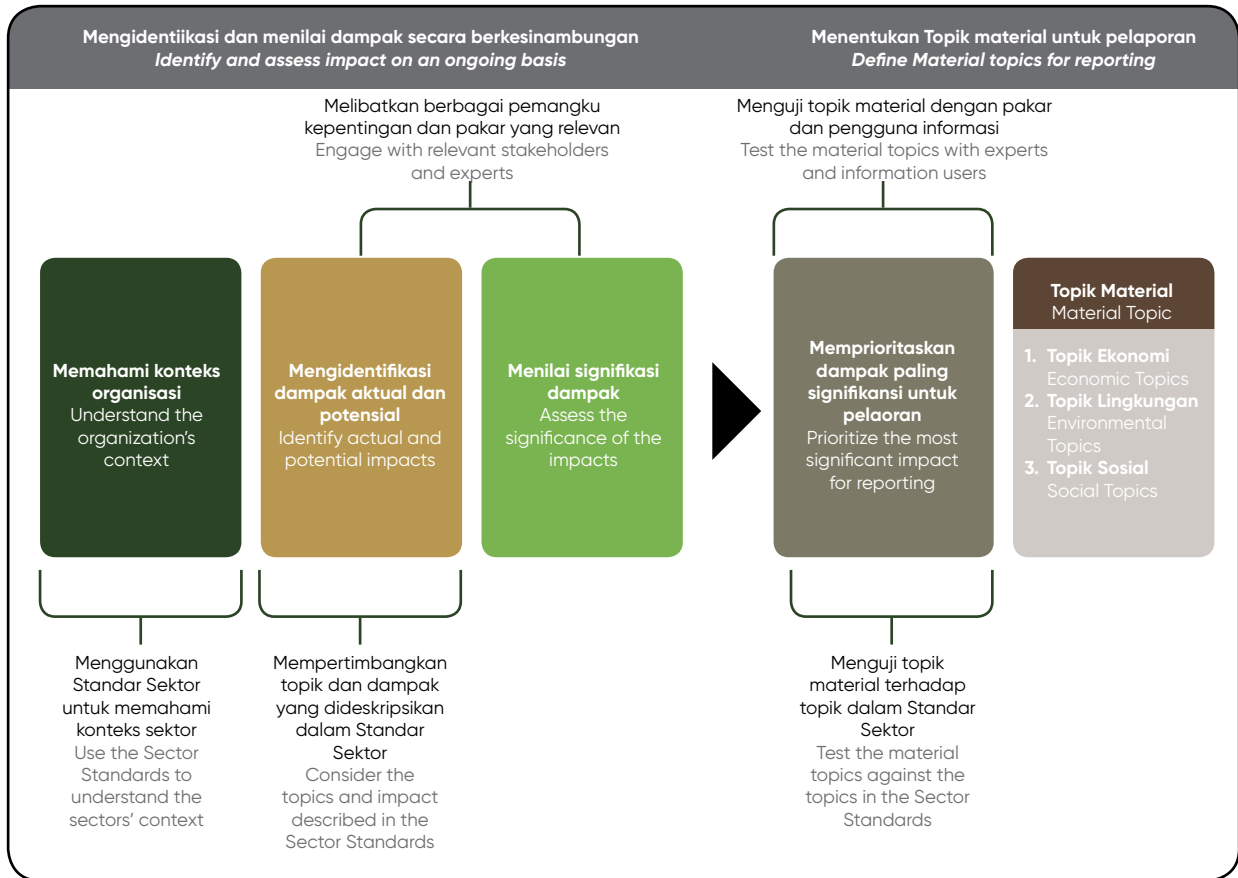 Mengidentiikasi dan menilai dampak secara berkesinambungan
Identify and assess impact on an ongoing basis
Menentukan Topik material untuk pelaporan
Define Material topics for reporting
Melibatkan berbagai pemangku
kepentingan dan pakar yang relevan
Engage with relevant stakeholders
and experts
Menguji topik material dengan pakar
dan pengguna informasi
Test the material topics with experts
and information users
Memahami konteks
organisasi
Understand the
organization's
context
Mengidentifikasi
dampak aktual dan
potensial
Identify actual and
potential impacts
Menilai signifikasi
dampak
Assess the
significance of the
impacts
Memprioritaskan
dampak paling
signifikansi untuk
pelaoran
Prioritize the most
significant impact
for reporting
Topik Material
Material Topic
1. Topik Ekonomi
Economic Topics
2. Topik Lingkungan
Environmental
Topics
3. Topik Sosial
Social Topics
Menggunakan
Standar Sektor
untuk memahami
konteks sektor
Use the Sector
Standards to
understand the
sectors' context
Mempertimbangkan
topik dan dampak
yang dideskripsikan
dalam Standar
Sektor
Consider the
topics and impact
described in the
Sector Standards
Menguji topik
material terhadap
topik dalam Standar
Sektor
Test the material
topics against the
topics in the Sector
Standards